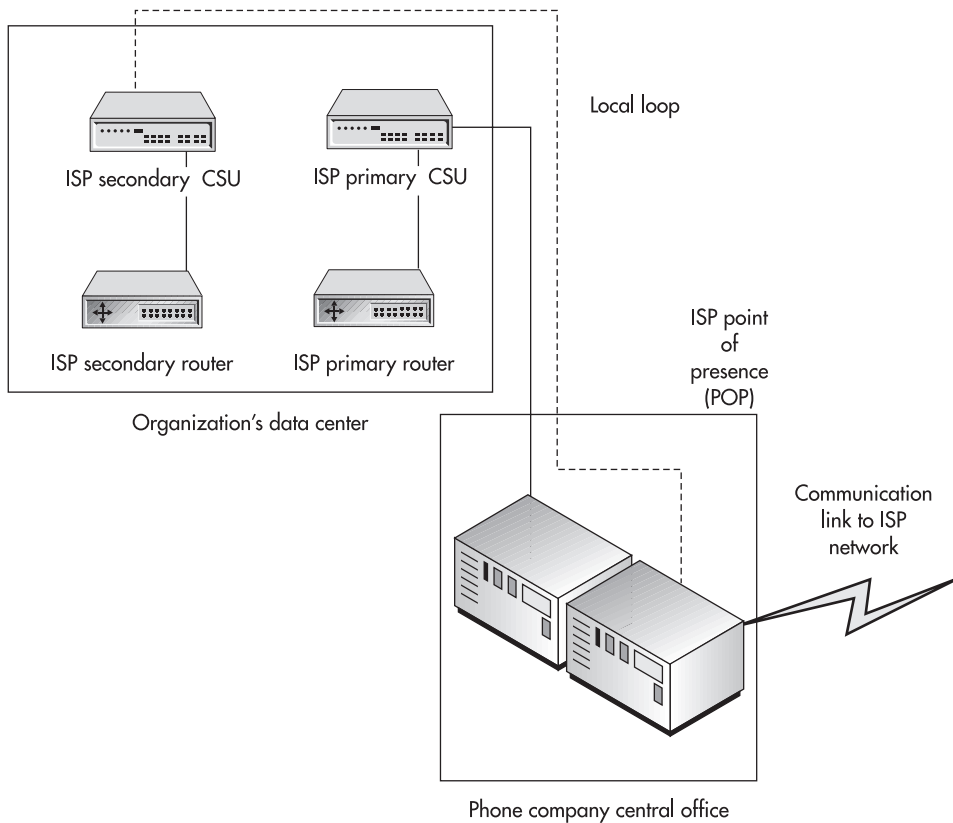 Local loop
ISP secondary CSU
ISP primary CSU
ISP secondary router
ISP primary router
Organization's data center
ISP point
of
presence
(POP)
Communication
link to ISP
network
Phone company central office